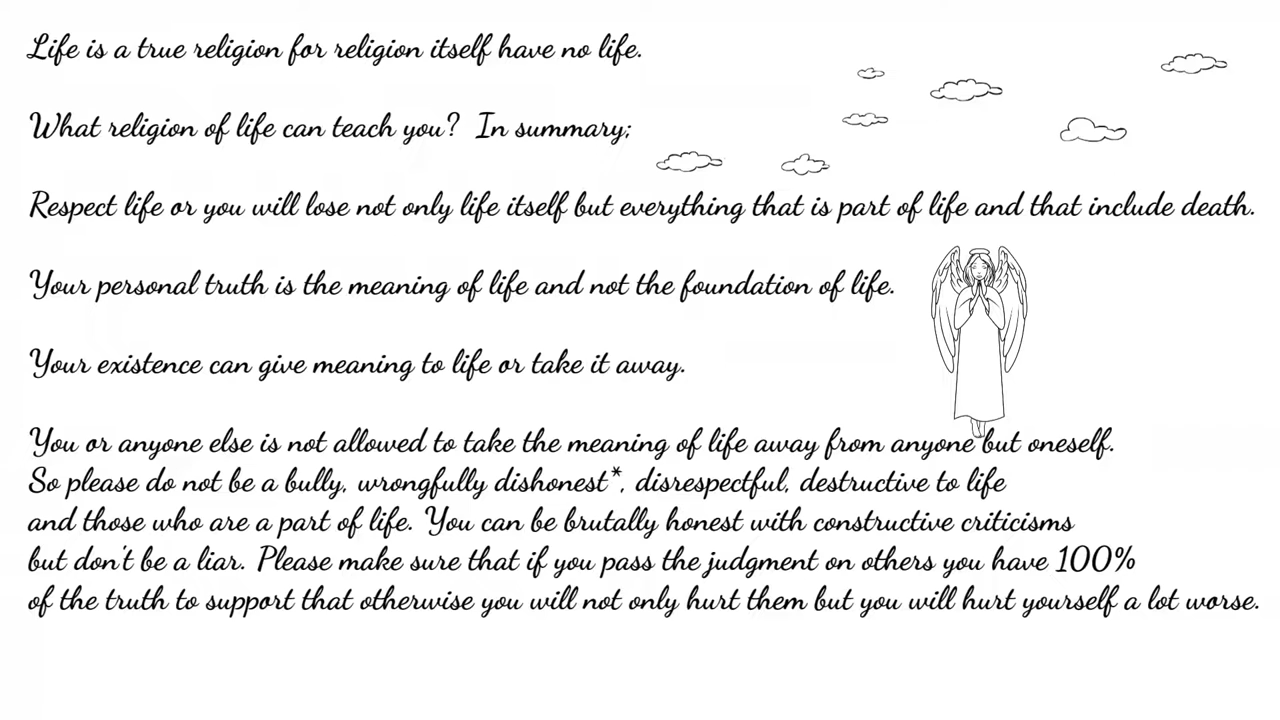 Life is a true religion for religion itself have no life.
What religion of life can teach you? In summary;
Respect life or you will lose not only life itself but everything that is part of life and that include death.
Your personal truth is the meaning of life and not the foundation of life.
Your existence can give meaning to life or take it away.
You or anyone else is not allowed to take the meaning of life away from anyone but oneself.
So please do not be a bully, wrongfully dishonest*, disrespectful, destructive to life
and those who are a part of life. You can be brutally honest with constructive criticisms
but don't be a liar. Please make sure that if you pass the judgment on others you have 100%
of the truth to support that otherwise you will not only hurt them but you will hurt yourself a lot worse.